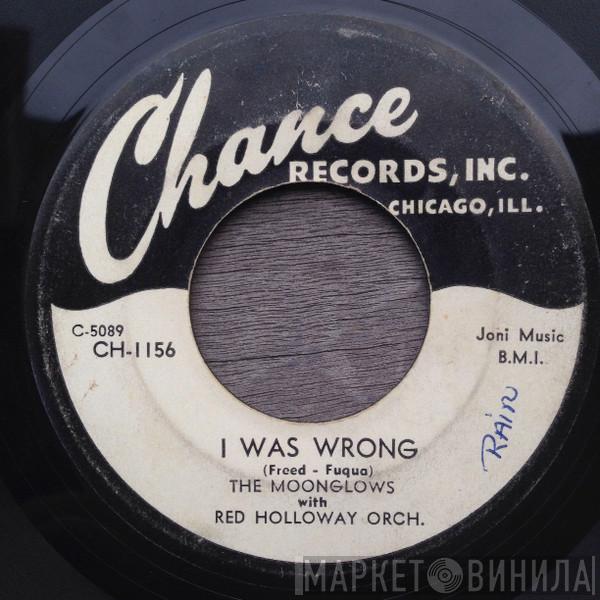 Chance
RECORDS, INC.
CHICAGO, ILL.
C-5089
CH-1156
Joni Music
B.M.I.
RAIN
I WAS WRONG
(Freed - Fuqua)
THE MOONGLOWS
with
RED HOLLOWAY ORCH.
МАРКЕТ ВИНИЛА